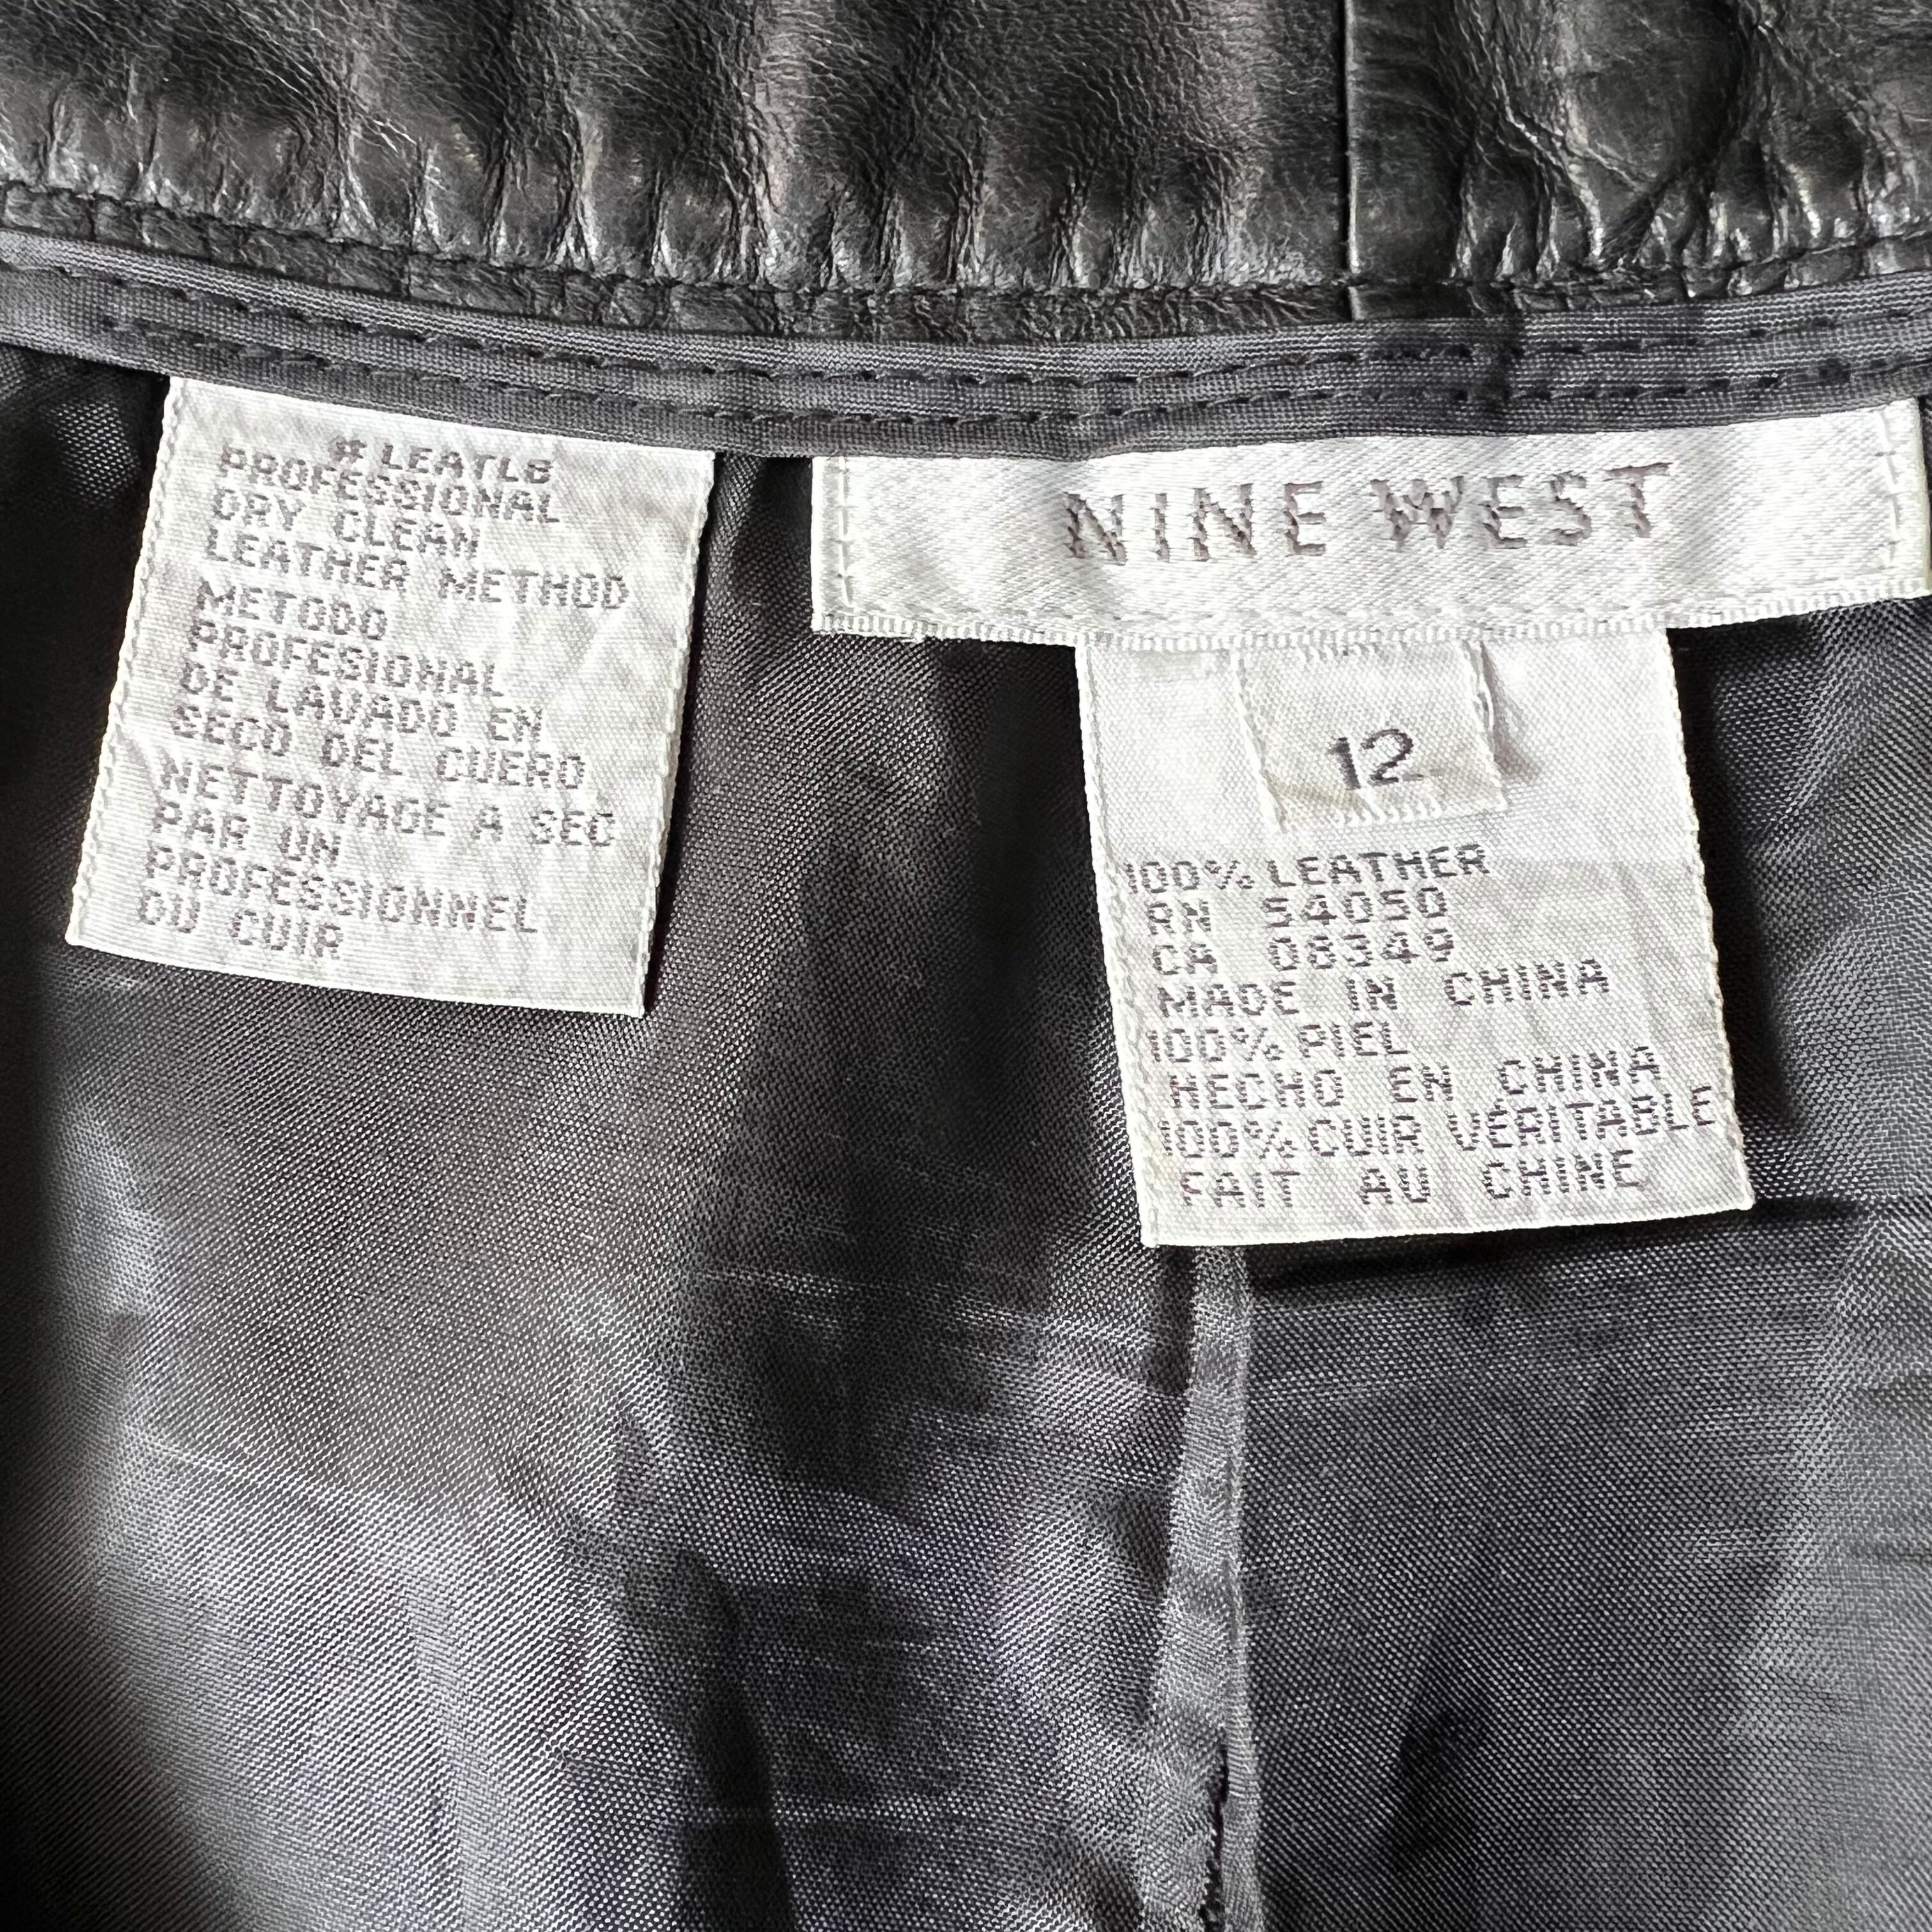 # LEATLB
PROFESSIONAL
DRY CLEAN
LEATHER METHOD
METODO
PROFESIONAL
DE LAVADO EN
SECO DEL CUERO
NETTOYAGE A SEC
PAR UN
PROFESSIONNEL
DU CUIR
NINE WEST
12
100% LEATHER
RN 54050
CA 08349
MADE IN CHINA
100% PIEL
HECHO EN CHINA
100% CUIR VÉRITABLE
FAIT AU CHINE